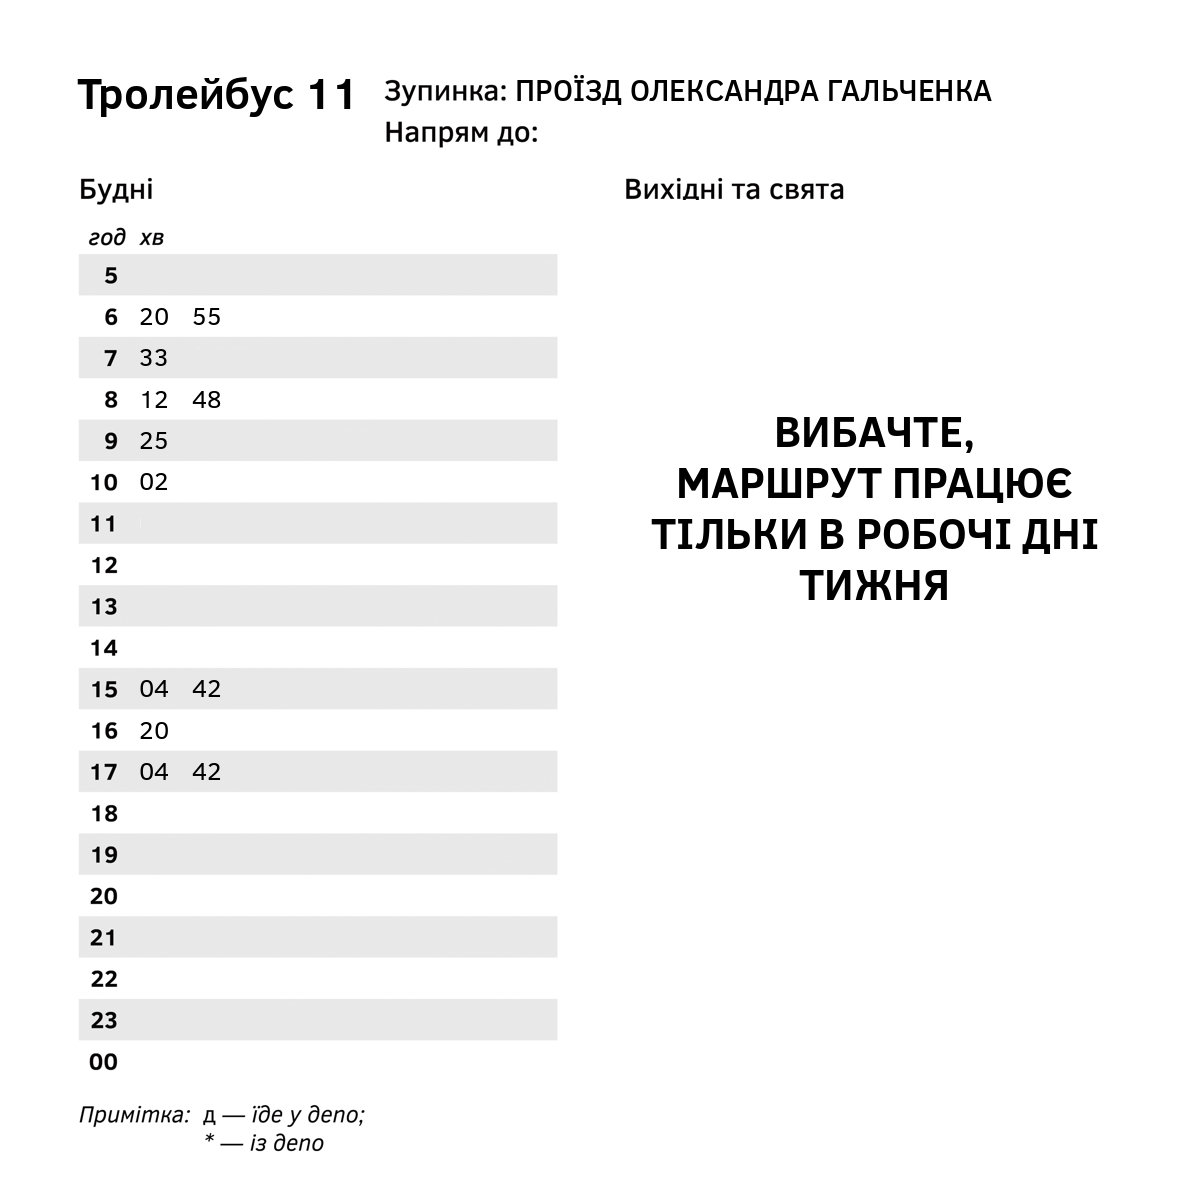 Тролейбус 11
Зупинка: ПРОЇЗД ОЛЕКСАНДРА ГАЛЬЧЕНКА
Напрям до:
Будні
год хв
5
6 20 55
7 33
8 12 48
9 25
10 02
11
12
13
14
15 04 42
16 20
17 04 42
18
19
20
21
22
23
00
Примітка: д — їде у депо;
* — із депо
Вихідні та свята
ВИБАЧТЕ,
МАРШРУТ ПРАЦЮЄ
ТІЛЬКИ В РОБОЧІ ДНІ
ТИЖНЯ